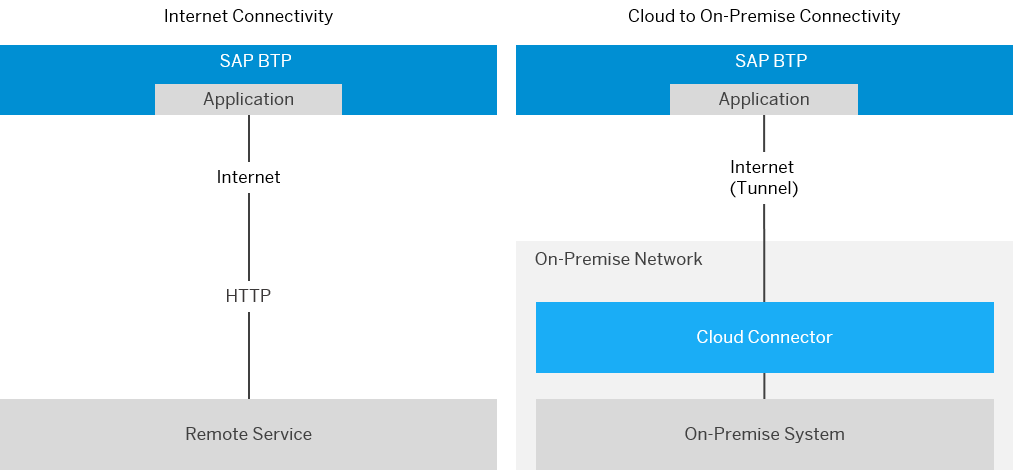 Internet Connectivity
SAP BTP
Application
Internet
HTTP
Remote Service
Cloud to On-Premise Connectivity
SAP BTP
Application
Internet
(Tunnel)
On-Premise Network
Cloud Connector
On-Premise System